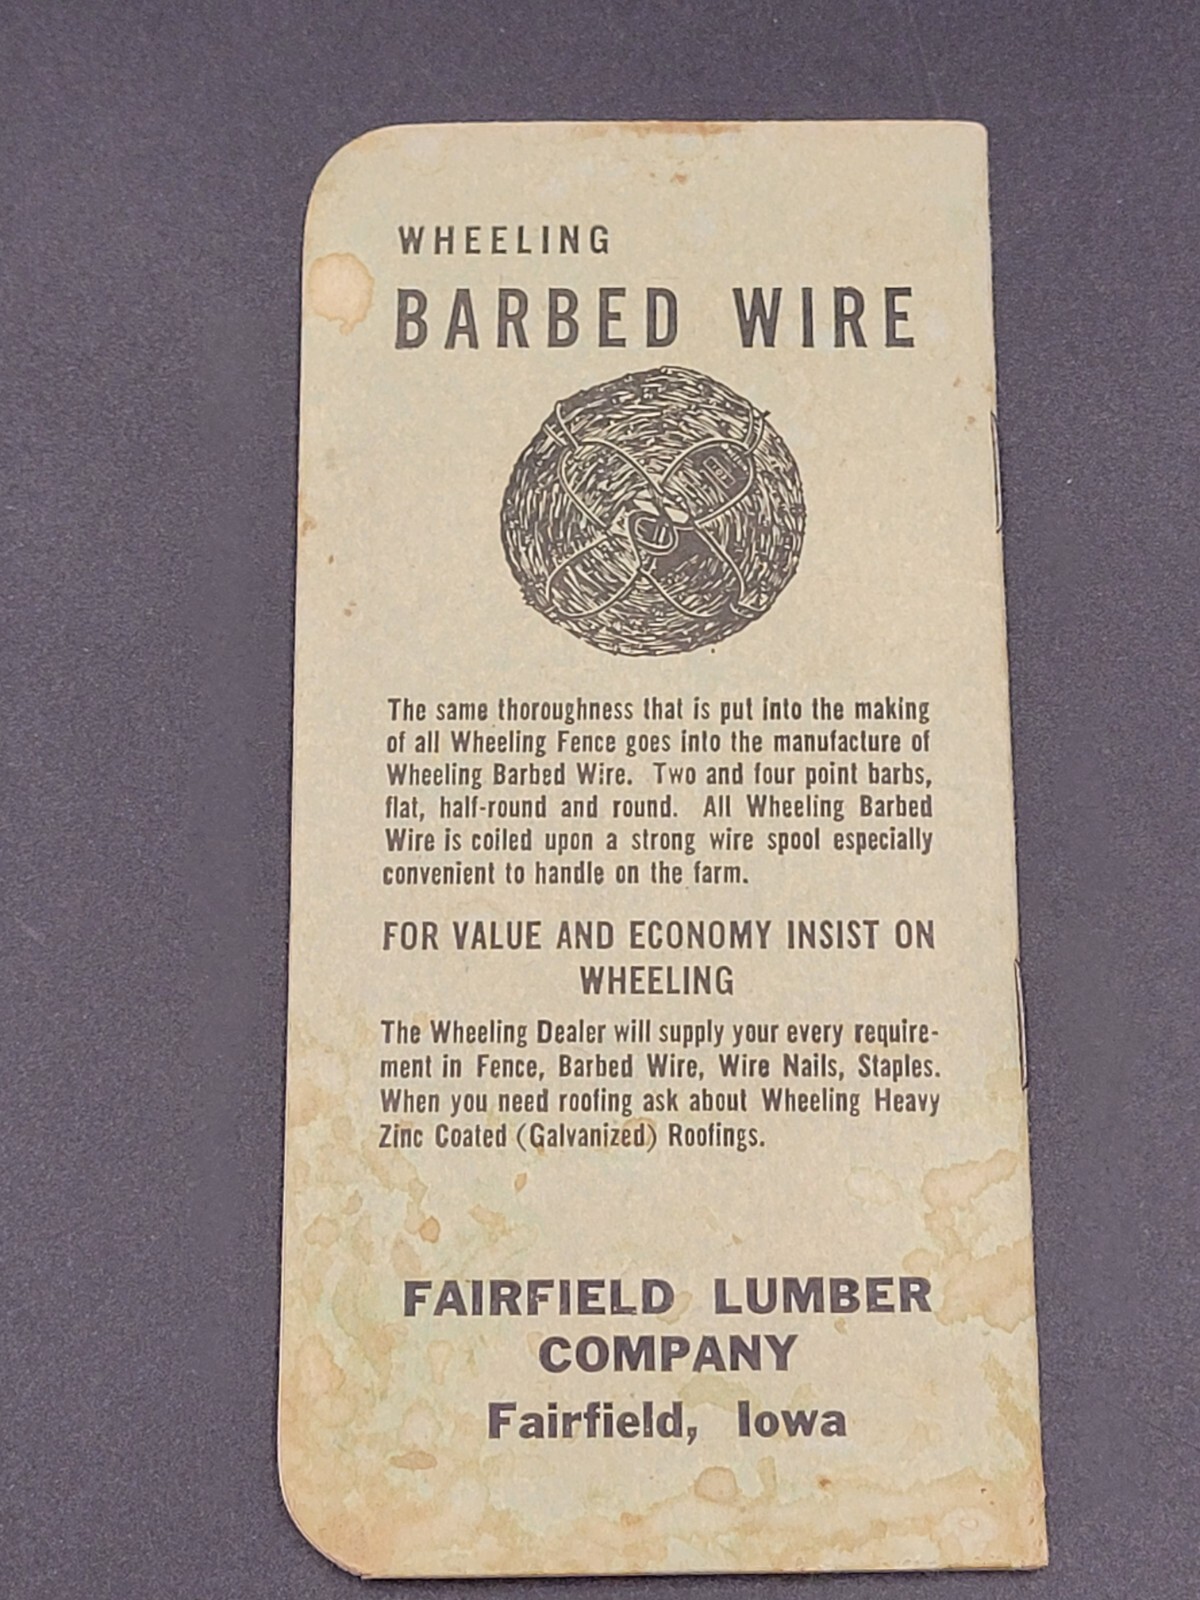 WHEELING
BARBED WIRE
The same thoroughness that is put into the making
of all Wheeling Fence goes into the manufacture of
Wheeling Barbed Wire. Two and four point barbs,
flat, half-round and round. All Wheeling Barbed
Wire is coiled upon a strong wire spool especially
convenient to handle on the farm.
FOR VALUE AND ECONOMY INSIST ON
WHEELING
The Wheeling Dealer will supply your every require-
ment in Fence, Barbed Wire, Wire Nails, Staples.
When you need roofing ask about Wheeling Heavy
Zinc Coated (Galvanized) Roofings.
FAIRFIELD LUMBER
COMPANY
Fairfield, Iowa